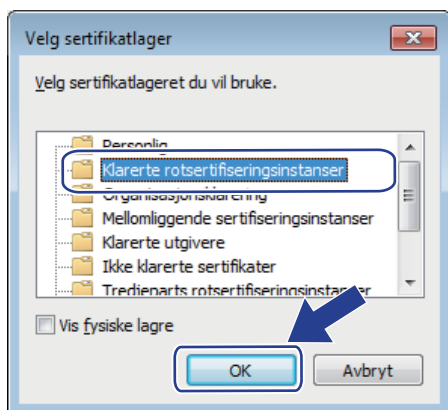 Velg sertifikatlager
Velg sertifikatlageret du vil bruke.
Personlig
Klarerte rotsertifiseringsinstanser
Organisasjonsklarering
Mellomliggende sertifiseringsinstanser
Klarerte utgivere
Ikke klarerte sertifikater
Tredieparts rotsertifiseringsinstanser
Vis fysiske lagre
OK
Avbryt